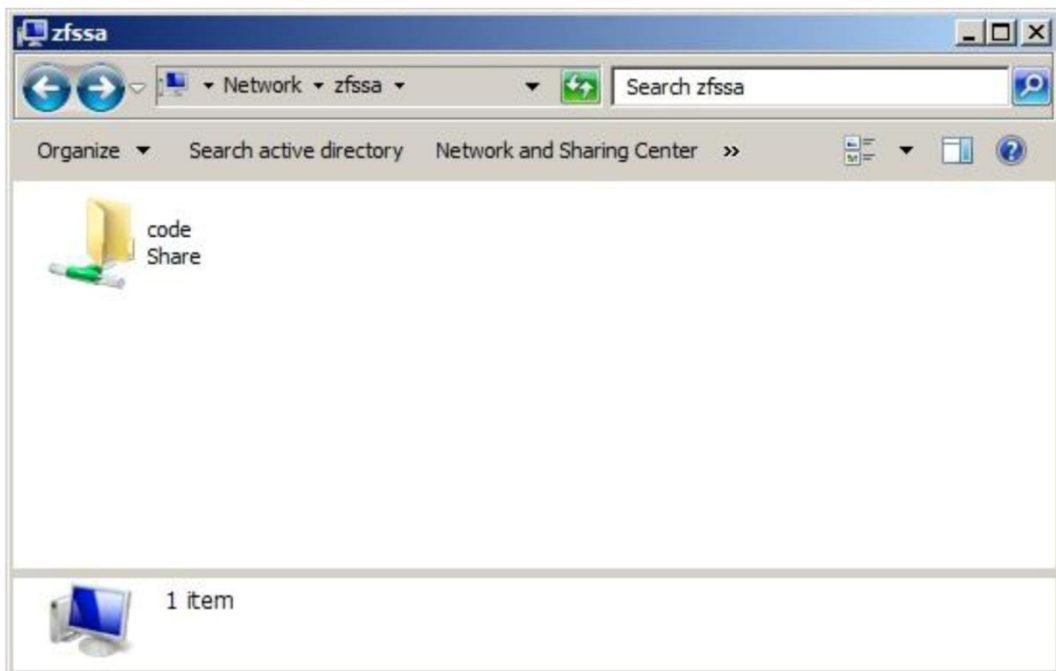 zfssa
Network zfssa
Search zfssa
Organize Search active directory Network and Sharing Center »
code
Share
1 item